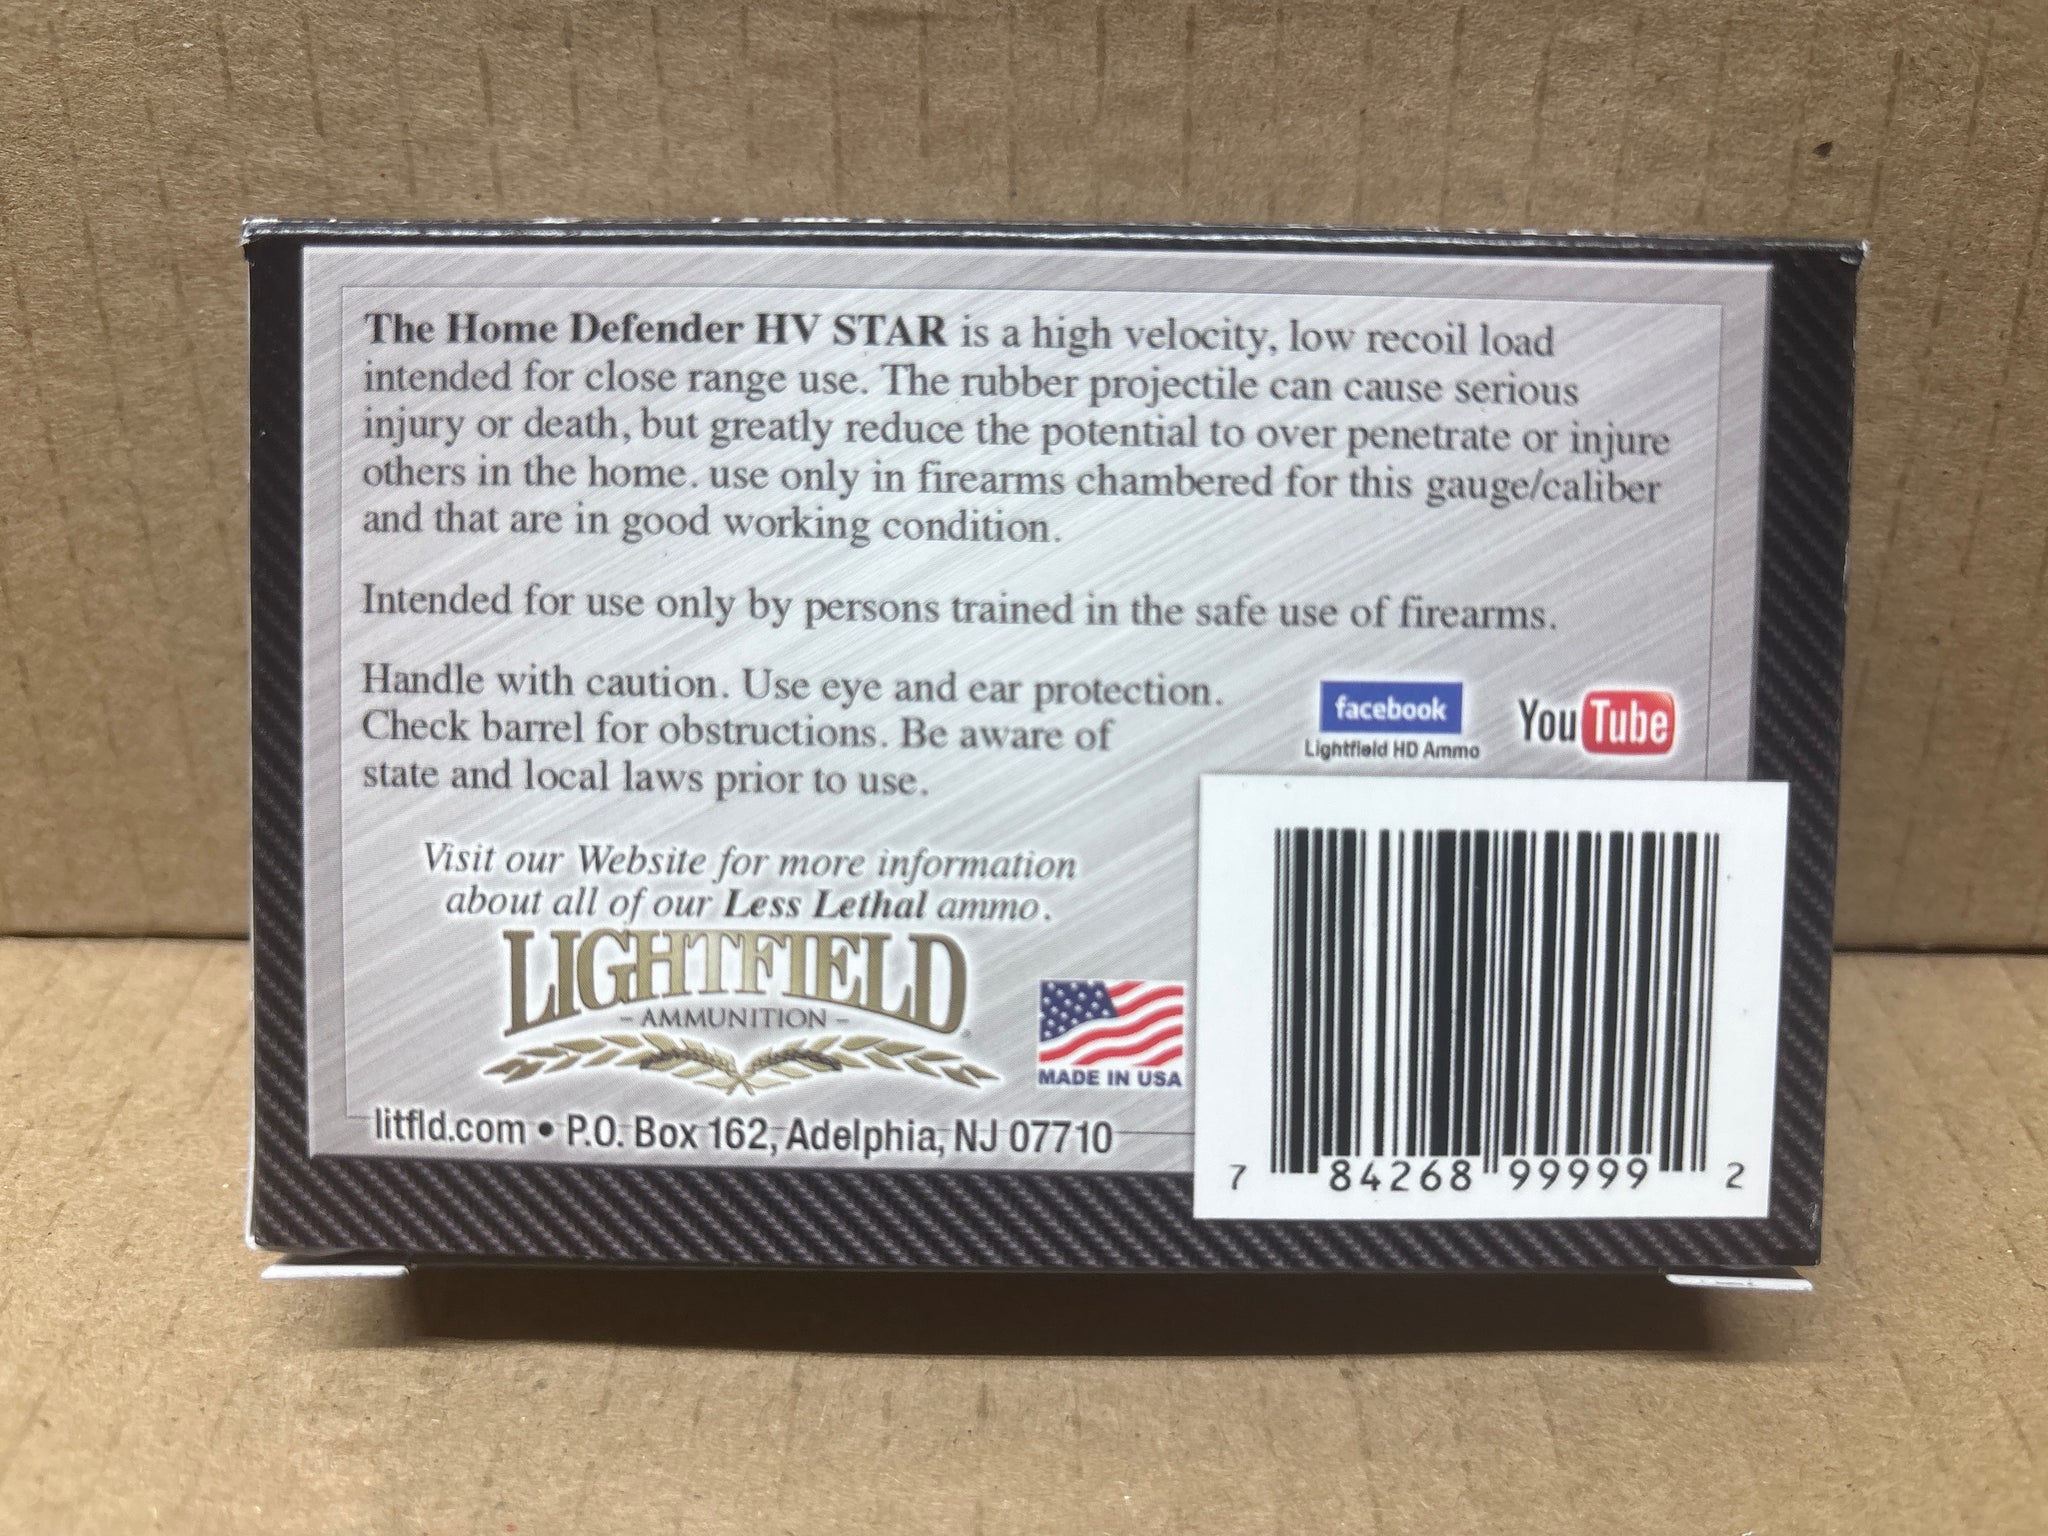 The Home Defender HV STAR is a high velocity, low recoil load
intended for close range use. The rubber projectile can cause serious
injury or death, but greatly reduce the potential to over penetrate or injure
others in the home. use only in firearms chambered for this gauge/caliber
and that are in good working condition.
Intended for use only by persons trained in the safe use of firearms.
Handle with caution. Use eye and ear protection.
Check barrel for obstructions. Be aware of
state and local laws prior to use.
facebook
Lightfield HD Ammo
YouTube
Visit our Website for more information
about all of our Less Lethal ammo.
LIGHTFIELD
- AMMUNITION -
MADE IN USA
litfld.com • P.O. Box 162, Adelphia, NJ 07710
7 84268 99999 2